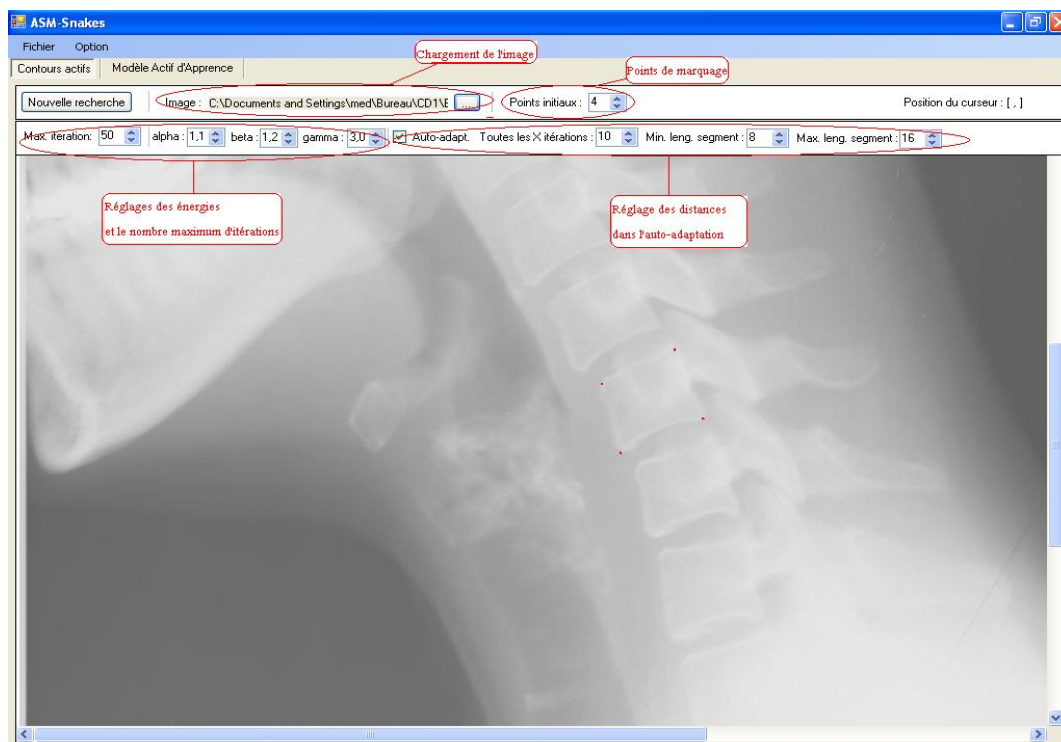 ASM-Snakes
Fichier Option
Chargement de l'image
Contours actifs Modèle Actif d'Apprence
Points de marquage
Nouvelle recherche Image : C:\Documents and Settings\med\Bureau\CD1\E ... Points initiaux : 4 Position du curseur : [ , ]
Max. iteration: 50 alpha : 1,1 beta : 1,2 gamma : 3,0 Auto-adapt. Toutes les X itérations : 10 Min. leng. segment : 8 Max. leng. segment : 16
Réglages des énergies
et le nombre maximum d'itérations
Réglage des distances
dans l'auto-adaptation